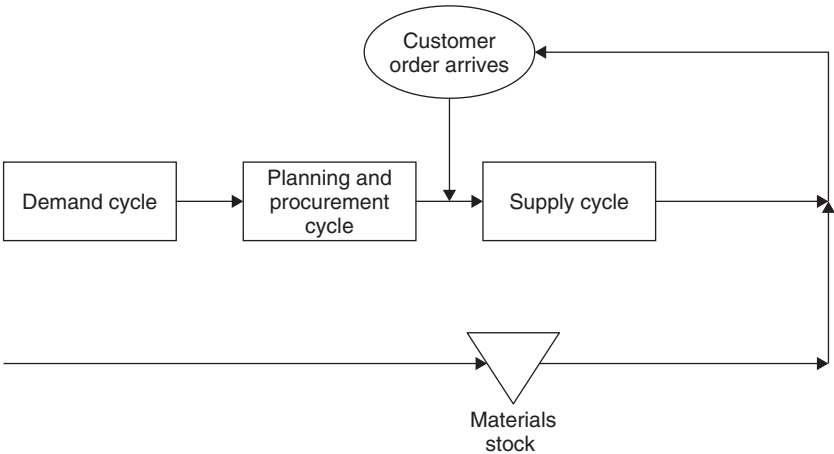 Customer
order arrives
Demand cycle
Planning and
procurement
cycle
Supply cycle
Materials
stock